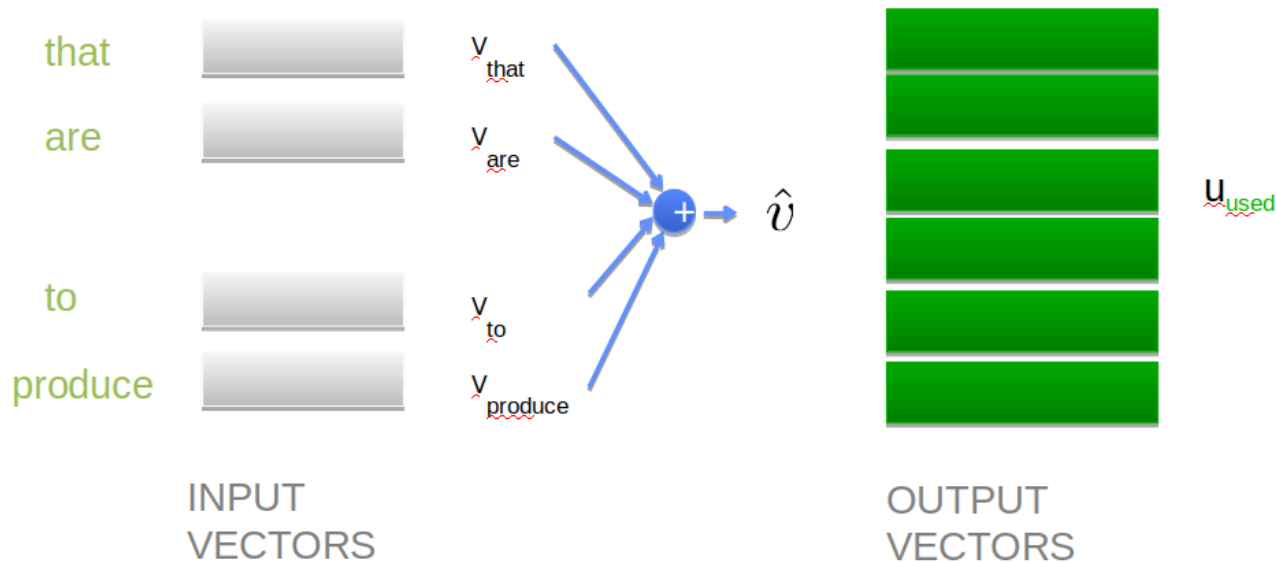 that
V that
are
V are
+
v̂
u used
to
V to
produce
V produce
INPUT
VECTORS
OUTPUT
VECTORS